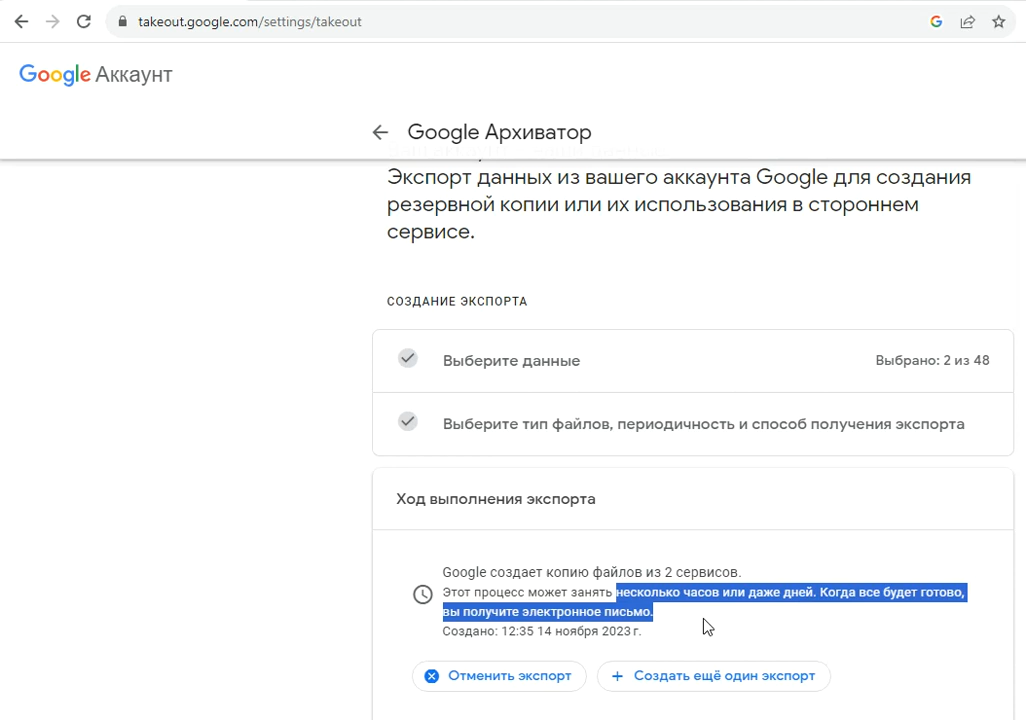 takeout.google.com/settings/takeout
Google Аккаунт
Google Архиватор
Экспорт данных из вашего аккаунта Google для создания
резервной копии или их использования в стороннем
сервисе.
СОЗДАНИЕ ЭКСПОРТА
Выберите данные Выбрано: 2 из 48
Выберите тип файлов, периодичность и способ получения экспорта
Ход выполнения экспорта
Google создает копию файлов из 2 сервисов.
Этот процесс может занять несколько часов или даже дней. Когда все будет готово,
вы получите электронное письмо.
Создано: 12:35 14 ноября 2023 г.
Отменить экспорт + Создать ещё один экспорт